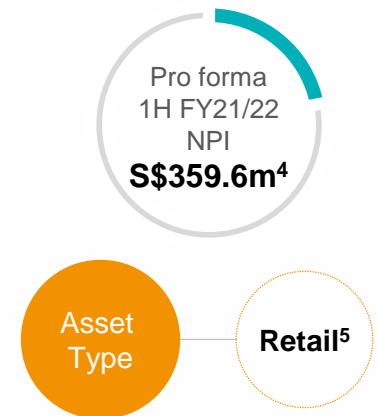 Pro forma
1H FY21/22
NPI
S$359.6m⁴
Asset
Type
Retail⁵